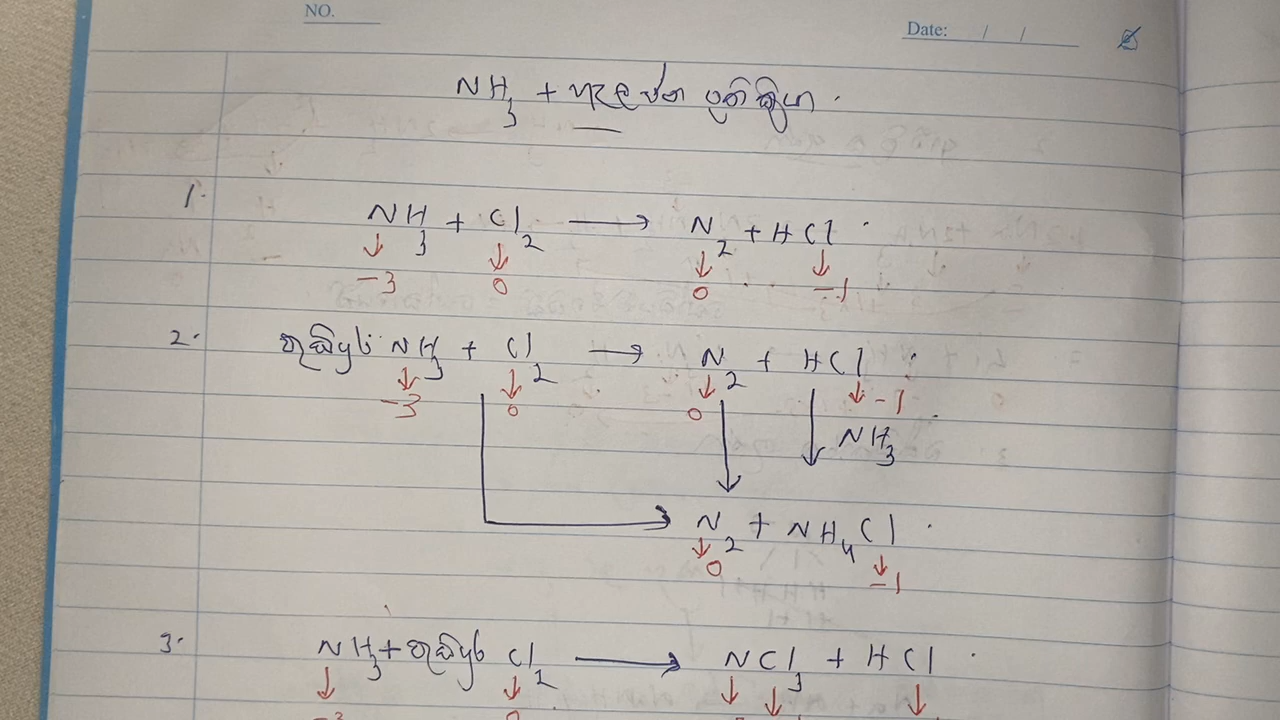 NO.
Date: / /
NH3 + හැලජන ප්‍රතික්‍රියා.
1. NH3 + Cl2 → N2 + HCl.
↓ ↓ ↓ ↓
-3 0 0 -1
2. වැඩිපුර NH3 + Cl2 → N2 + HCl.
↓ ↓ ↓ ↓ -1
-3 0 0
↓ ↓ NH3
→ N2 + NH4Cl.
↓ ↓
0 -1
3. NH3 + වැඩිපුර Cl2 → NCl3 + HCl.
↓ ↓ ↓ ↓ ↓